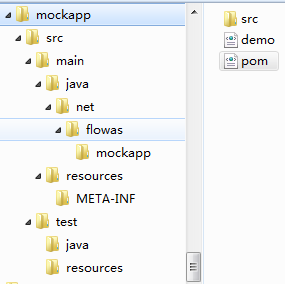 mockapp
src
main
java
net
flowas
mockapp
resources
META-INF
test
java
resources
src
demo
pom